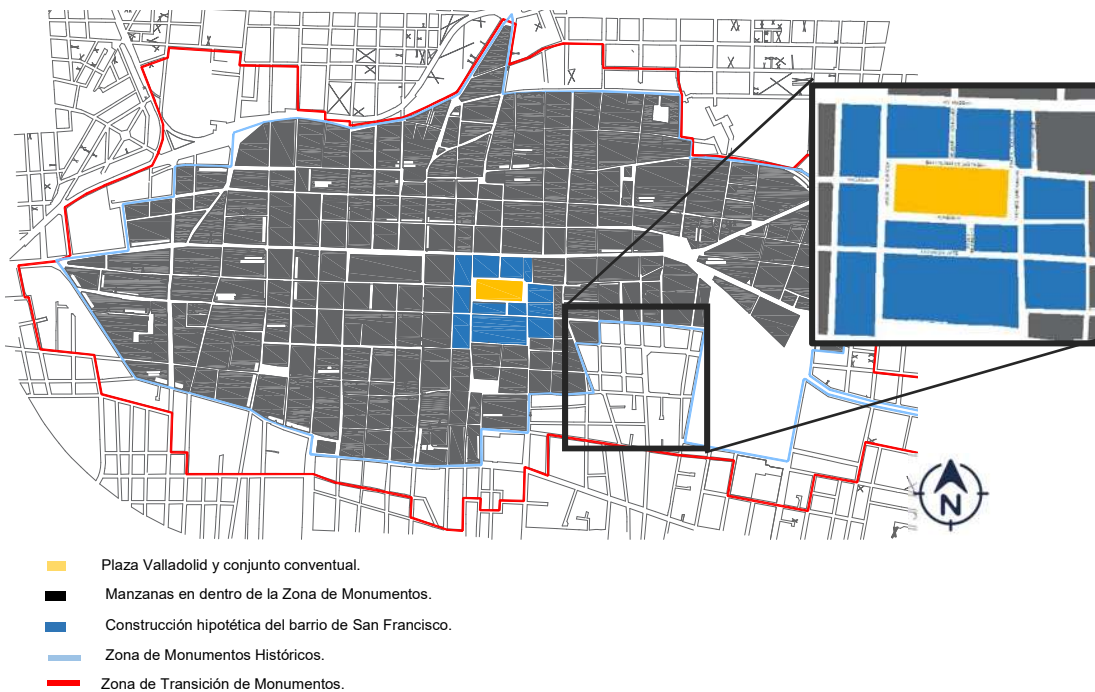 N
Plaza Valladolid y conjunto conventual.
Manzanas en dentro de la Zona de Monumentos.
Construcción hipotética del barrio de San Francisco.
Zona de Monumentos Históricos.
Zona de Transición de Monumentos.